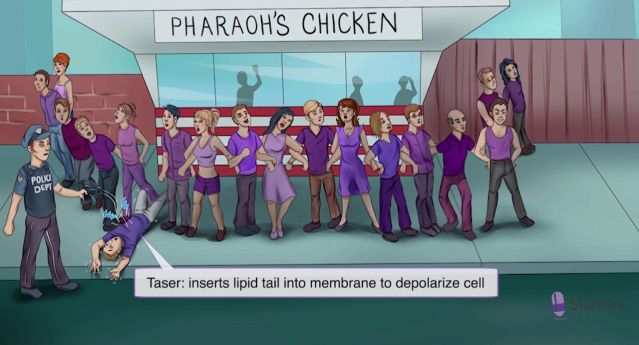 PHARAOH'S CHICKEN
POLICE
DEPT
Taser: inserts lipid tail into membrane to depolarize cell
Sketchy